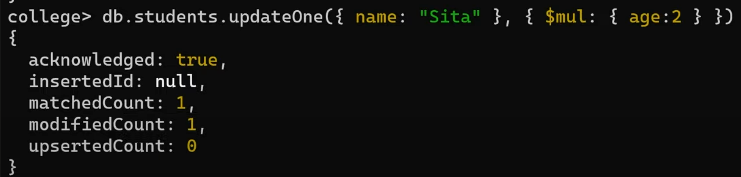 college> db.students.updateOne({ name: "Sita" }, { $mul: { age:2 } })
{
  acknowledged: true,
  insertedId: null,
  matchedCount: 1,
  modifiedCount: 1,
  upsertedCount: 0
}